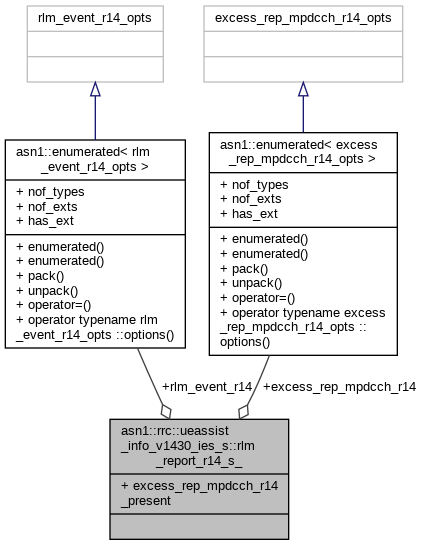 rlm_event_r14_opts
excess_rep_mpdcch_r14_opts
asn1::enumerated< rlm
_event_r14_opts >
+ nof_types
+ nof_exts
+ has_ext
+ enumerated()
+ enumerated()
+ pack()
+ unpack()
+ operator=()
+ operator typename rlm
_event_r14_opts ::options()
asn1::enumerated< excess
_rep_mpdcch_r14_opts >
+ nof_types
+ nof_exts
+ has_ext
+ enumerated()
+ enumerated()
+ pack()
+ unpack()
+ operator=()
+ operator typename excess
_rep_mpdcch_r14_opts ::
options()
+rlm_event_r14
+excess_rep_mpdcch_r14
asn1::rrc::ueassist
_info_v1430_ies_s::rlm
_report_r14_s_
+ excess_rep_mpdcch_r14
_present